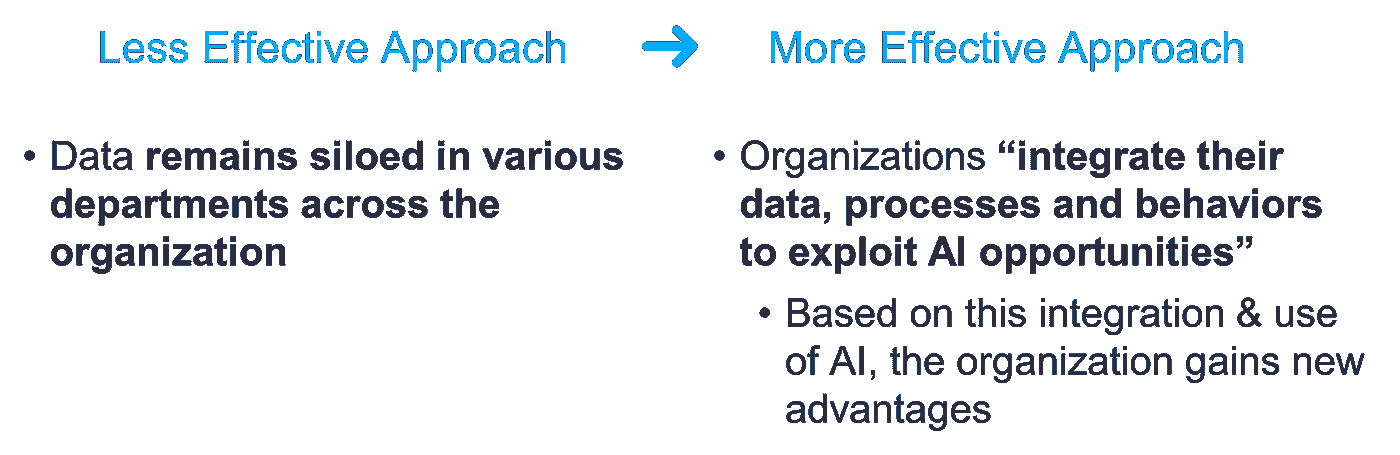 Less Effective Approach → More Effective Approach
• Data remains siloed in various
departments across the
organization
• Organizations “integrate their
data, processes and behaviors
to exploit AI opportunities”
• Based on this integration & use
of AI, the organization gains new
advantages